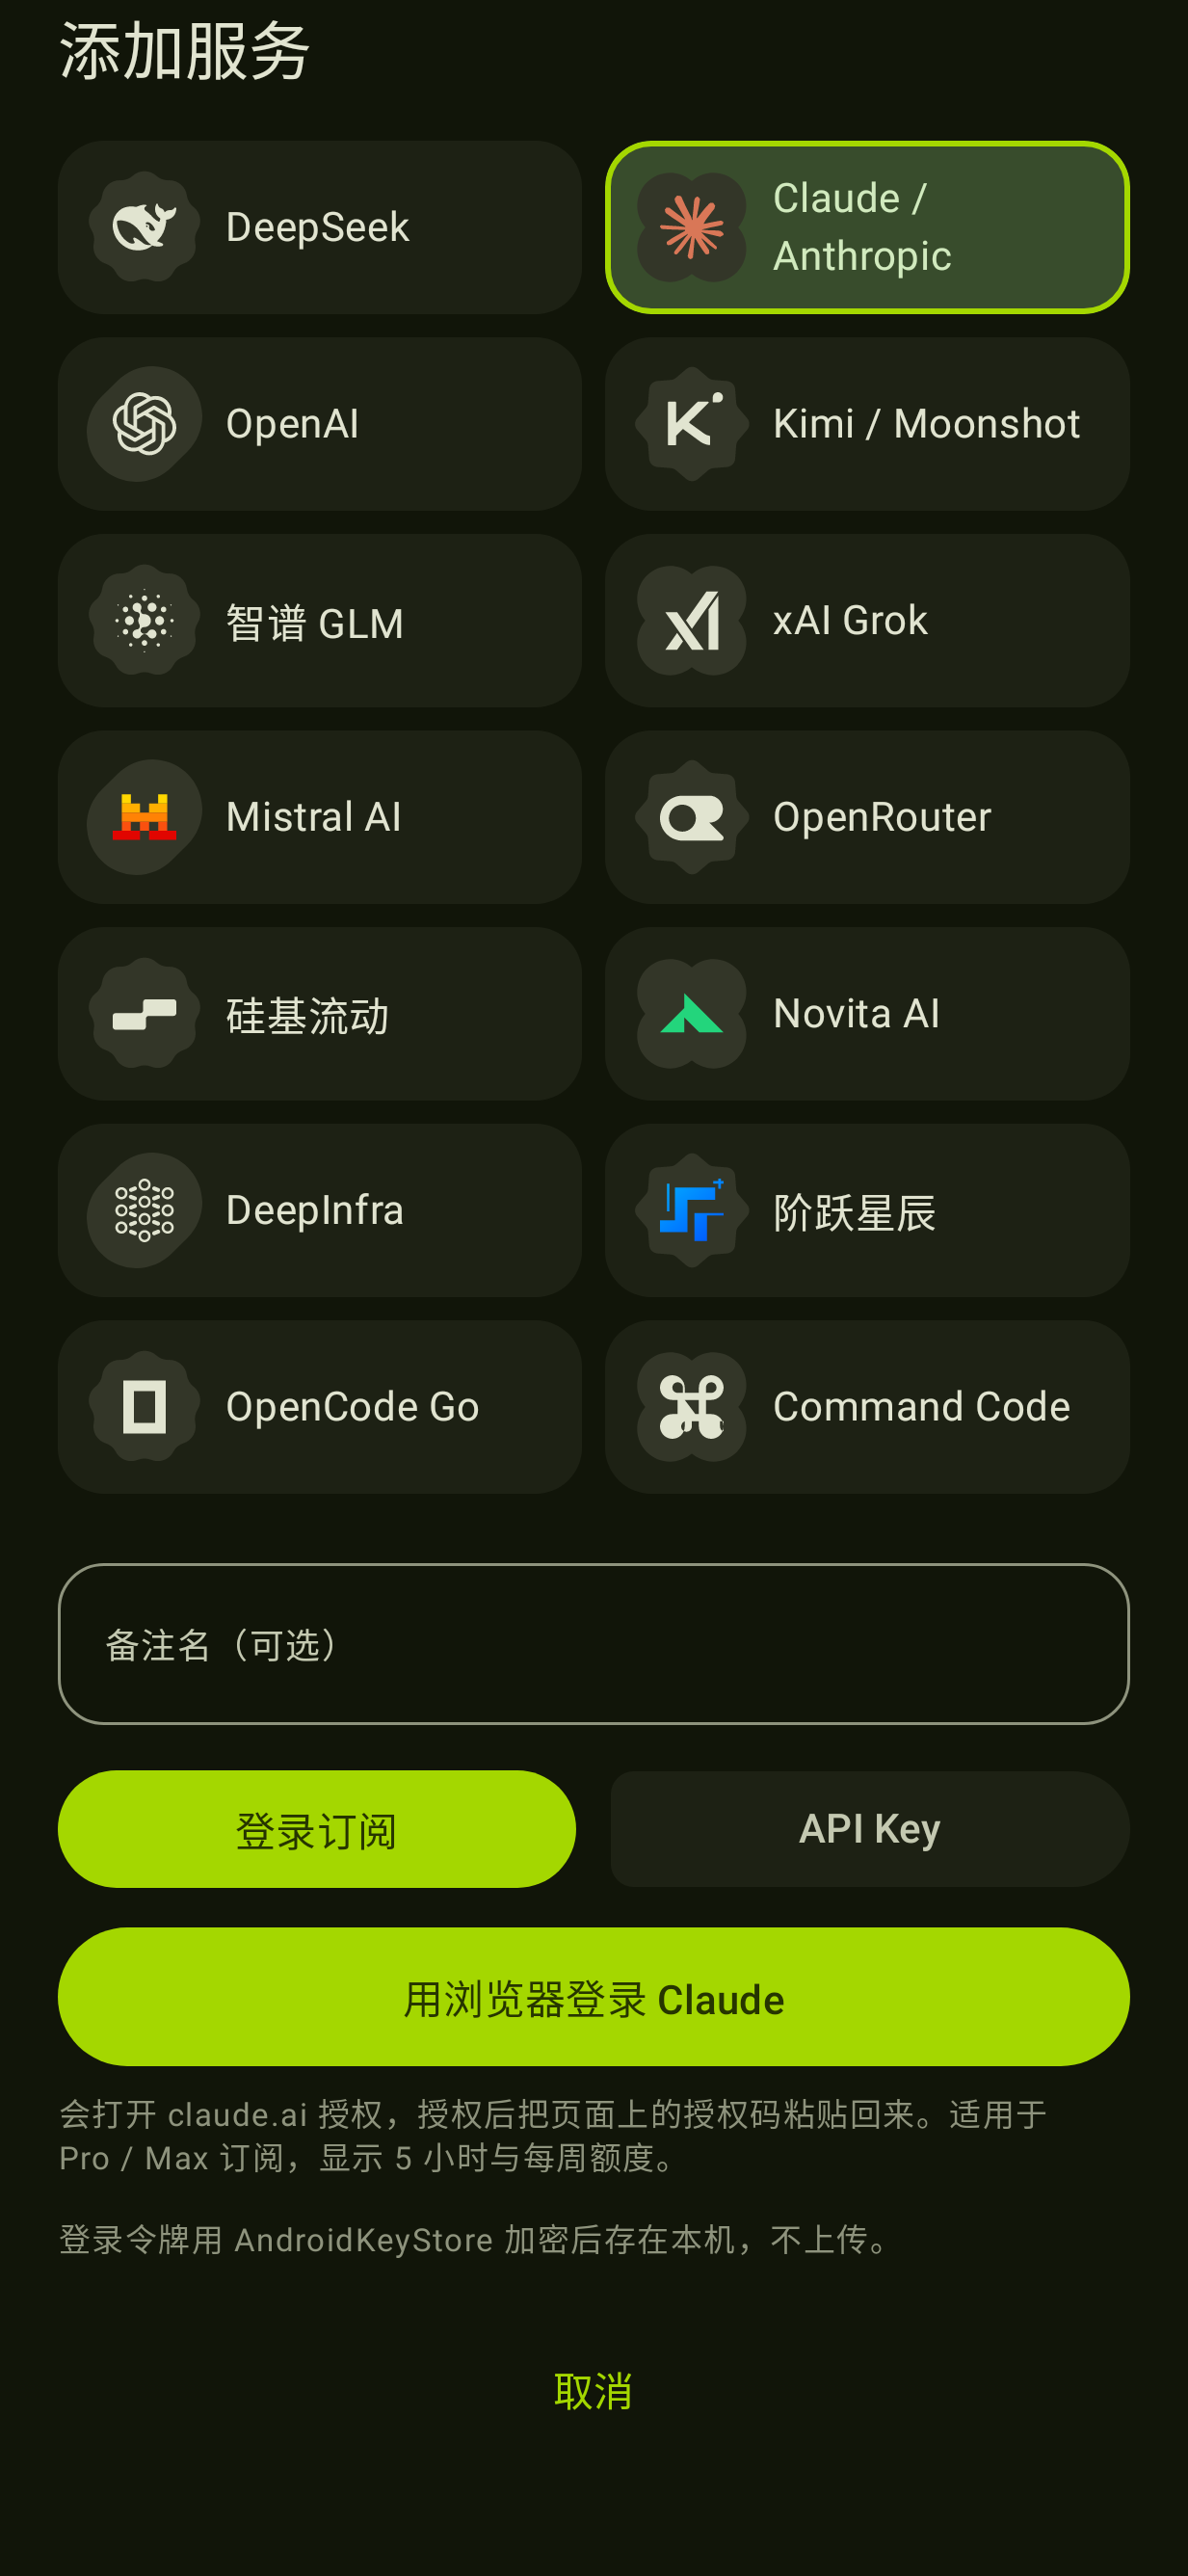 添加服务
DeepSeek
Claude /
Anthropic
OpenAI
Kimi / Moonshot
智谱 GLM
xAI Grok
Mistral AI
OpenRouter
硅基流动
Novita AI
DeepInfra
阶跃星辰
OpenCode Go
Command Code
备注名（可选）
登录订阅
API Key
用浏览器登录 Claude
会打开 claude.ai 授权，授权后把页面上的授权码粘贴回来。适用于
Pro / Max 订阅，显示 5 小时与每周额度。
登录令牌用 AndroidKeyStore 加密后存在本机，不上传。
取消